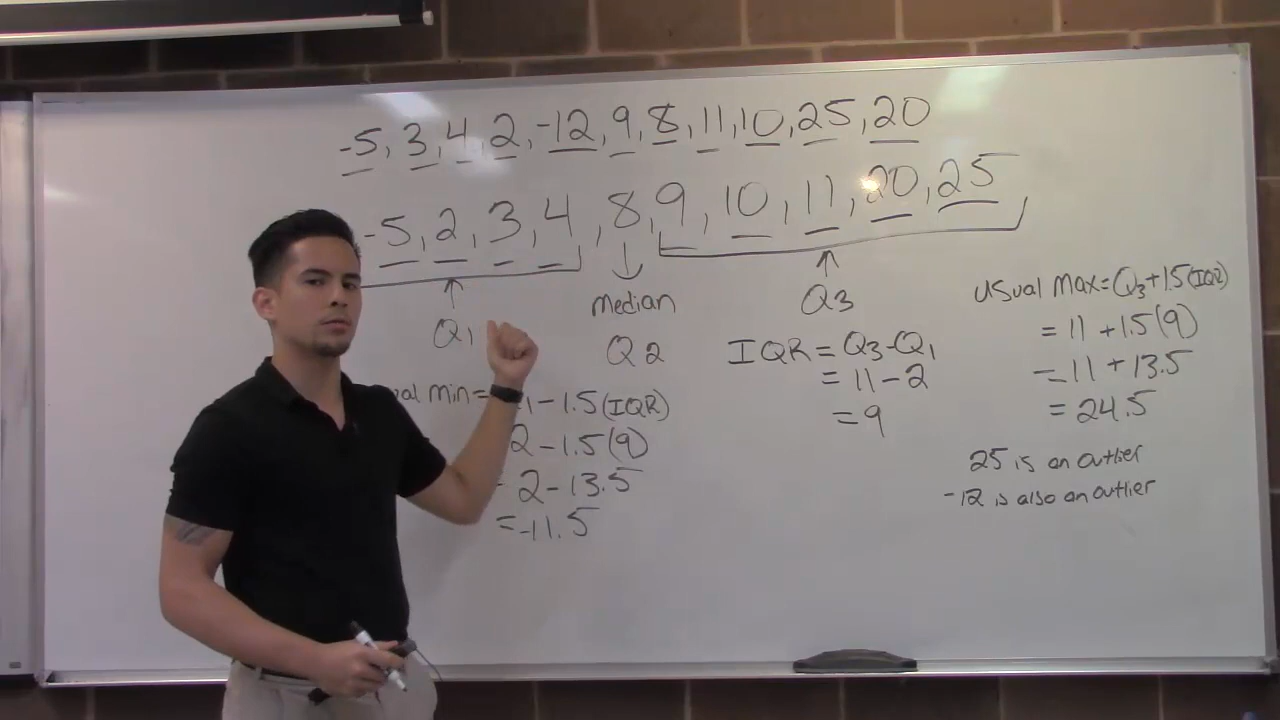 -5, 3, 4, 2, -12, 9, 8, 11, 10, 25, 20
-5, 2, 3, 4, 8, 9, 10, 11, 20, 25
Q1
median
Q2
Q3
min =
1 - 1.5(IQR)
2 - 1.5(9)
- 2 - 13.5
= -11.5
IQR = Q3-Q1
= 11 - 2
= 9
usual max = Q3+1.5(IQR)
= 11 + 1.5(9)
= 11 + 13.5
= 24.5
25 is an outlier
-12 is also an outlier